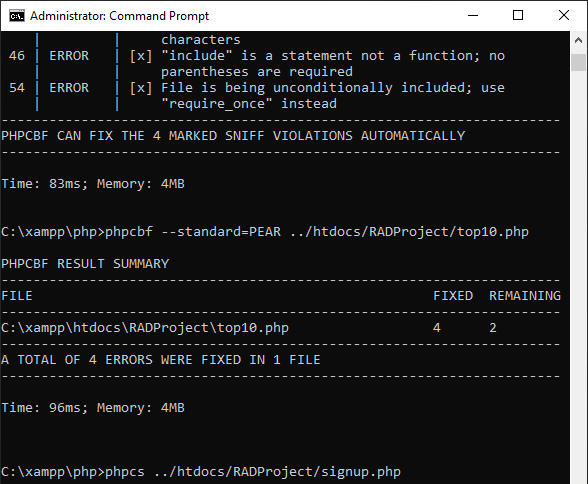 Administrator: Command Prompt
| | characters
46 | ERROR | [x] "include" is a statement not a function; no
| | parentheses are required
54 | ERROR | [x] File is being unconditionally included; use
| | "require_once" instead
----------------------------------------------------------------------
PHPCBF CAN FIX THE 4 MARKED SNIFF VIOLATIONS AUTOMATICALLY
----------------------------------------------------------------------
Time: 83ms; Memory: 4MB
C:\xampp\php>phpcbf --standard=PEAR ../htdocs/RADProject/top10.php
PHPCBF RESULT SUMMARY
----------------------------------------------------------------------
FILE FIXED REMAINING
----------------------------------------------------------------------
C:\xampp\htdocs\RADProject\top10.php 4 2
----------------------------------------------------------------------
A TOTAL OF 4 ERRORS WERE FIXED IN 1 FILE
----------------------------------------------------------------------
Time: 96ms; Memory: 4MB
C:\xampp\php>phpcs ../htdocs/RADProject/signup.php